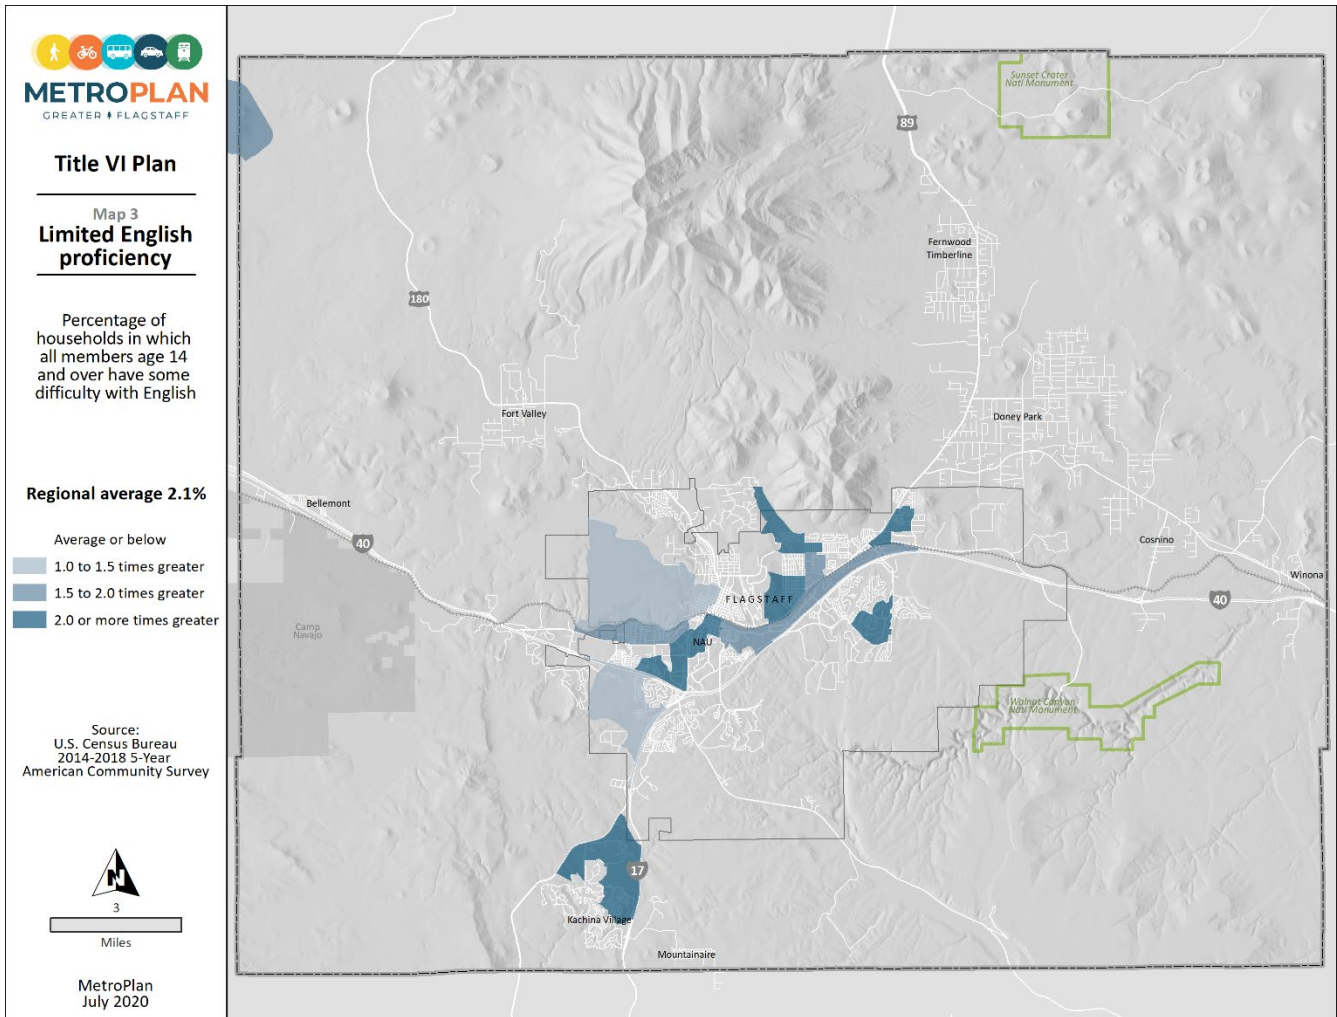 METROPLAN
GREATER FLAGSTAFF
Title VI Plan
Map 3
Limited English
proficiency
Percentage of
households in which
all members age 14
and over have some
difficulty with English
Regional average 2.1%
Average or below
1.0 to 1.5 times greater
1.5 to 2.0 times greater
2.0 or more times greater
Source:
U.S. Census Bureau
2014-2018 5-Year
American Community Survey
N
3
Miles
MetroPlan
July 2020
Sunset Crater
Natl Monument
89
Fernwood
Timberline
180
Fort Valley
Doney Park
Bellemont
40
Cosnino
Winona
FLAGSTAFF
40
Camp
Navajo
NAU
Walnut Canyon
Natl Monument
17
Kachina Village
Mountainaire